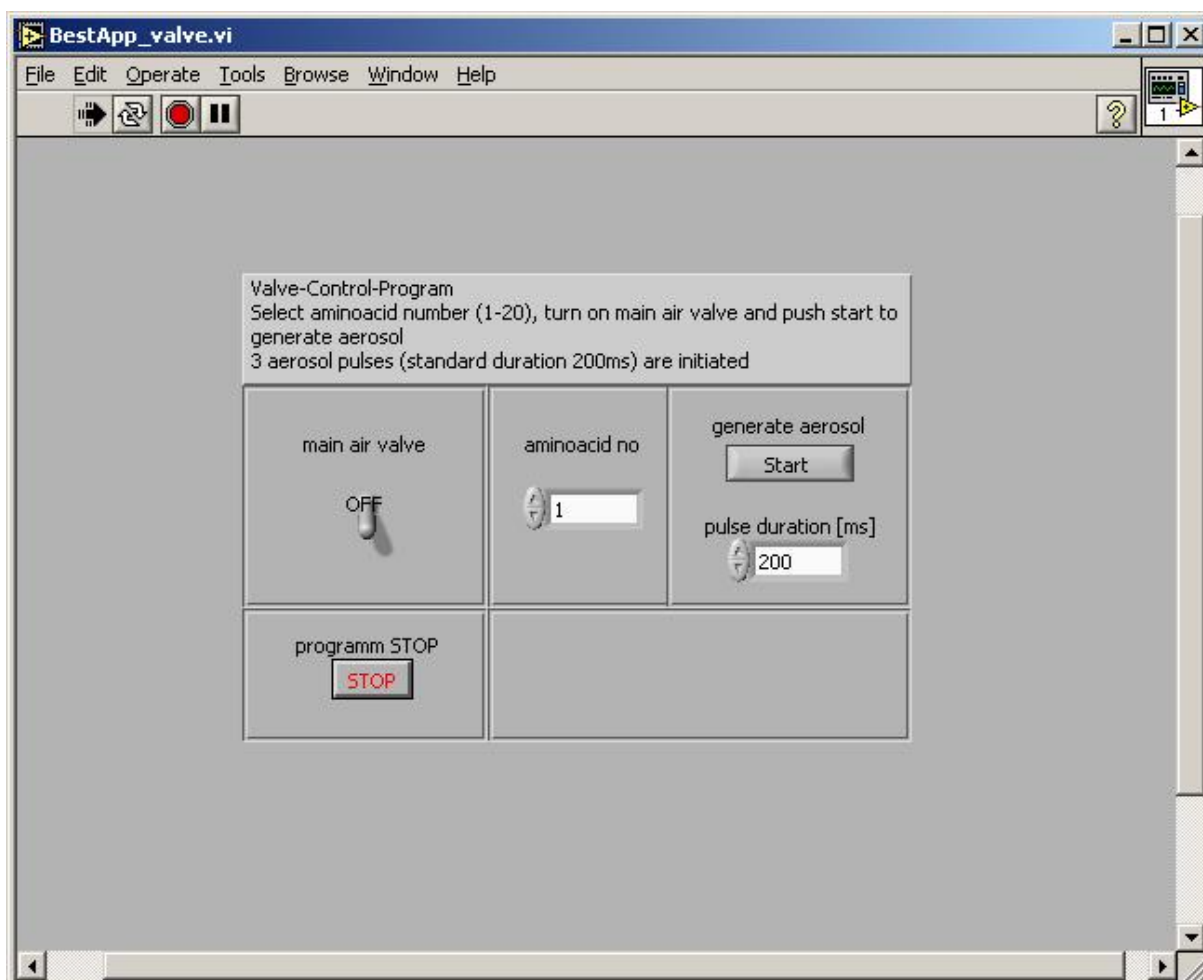 BestApp_valve.vi
File Edit Operate Tools Browse Window Help
1
Valve-Control-Program
Select aminoacid number (1-20), turn on main air valve and push start to
generate aerosol
3 aerosol pulses (standard duration 200ms) are initiated
main air valve
OFF
aminoacid no
1
generate aerosol
Start
pulse duration [ms]
200
programm STOP
STOP